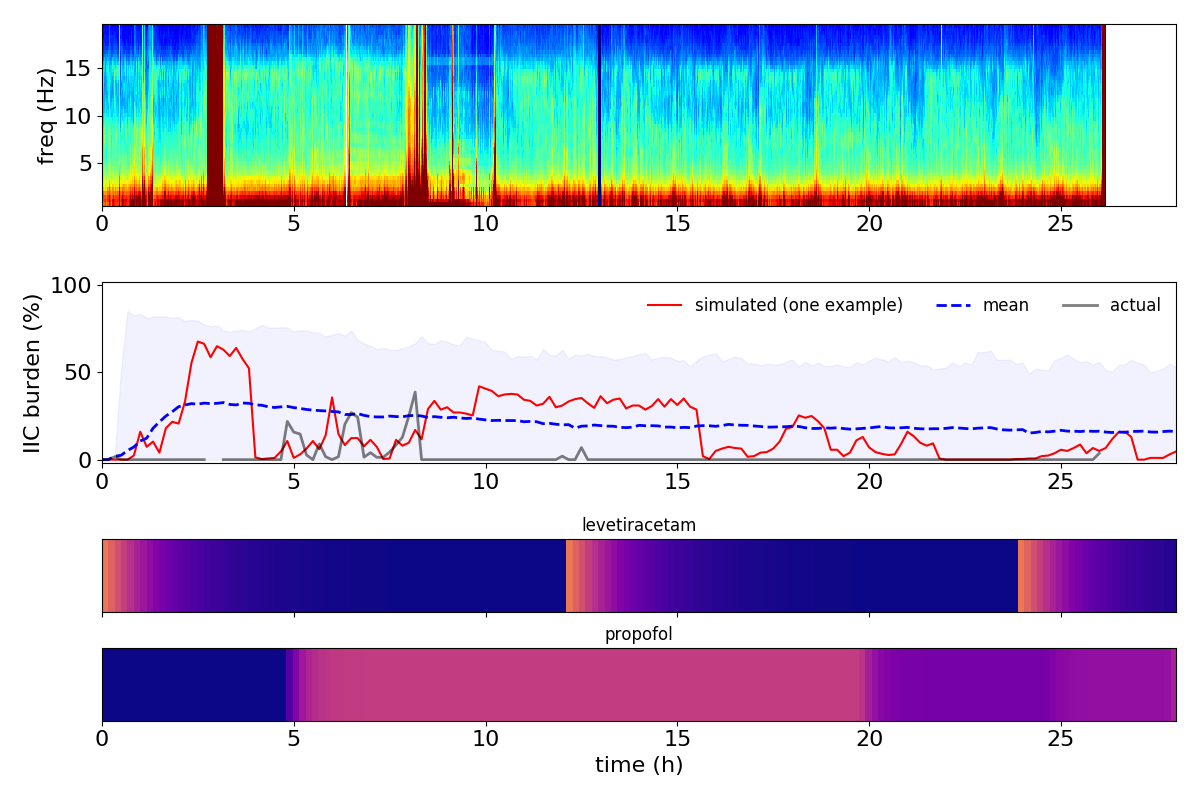 freq (Hz)
15
10
5
0 5 10 15 20 25
IIC burden (%)
100
50
0
simulated (one example) mean actual
0 5 10 15 20 25
levetiracetam
propofol
0 5 10 15 20 25
time (h)